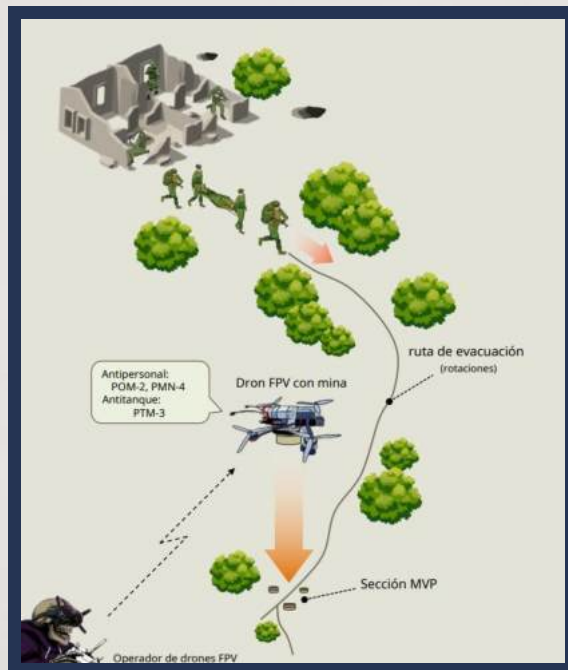 ruta de evacuación
(rotaciones)
Antipersonal:
POM-2, PMN-4
Antitanque:
PTM-3
Dron FPV con mina
Sección MVP
Operador de drones FPV